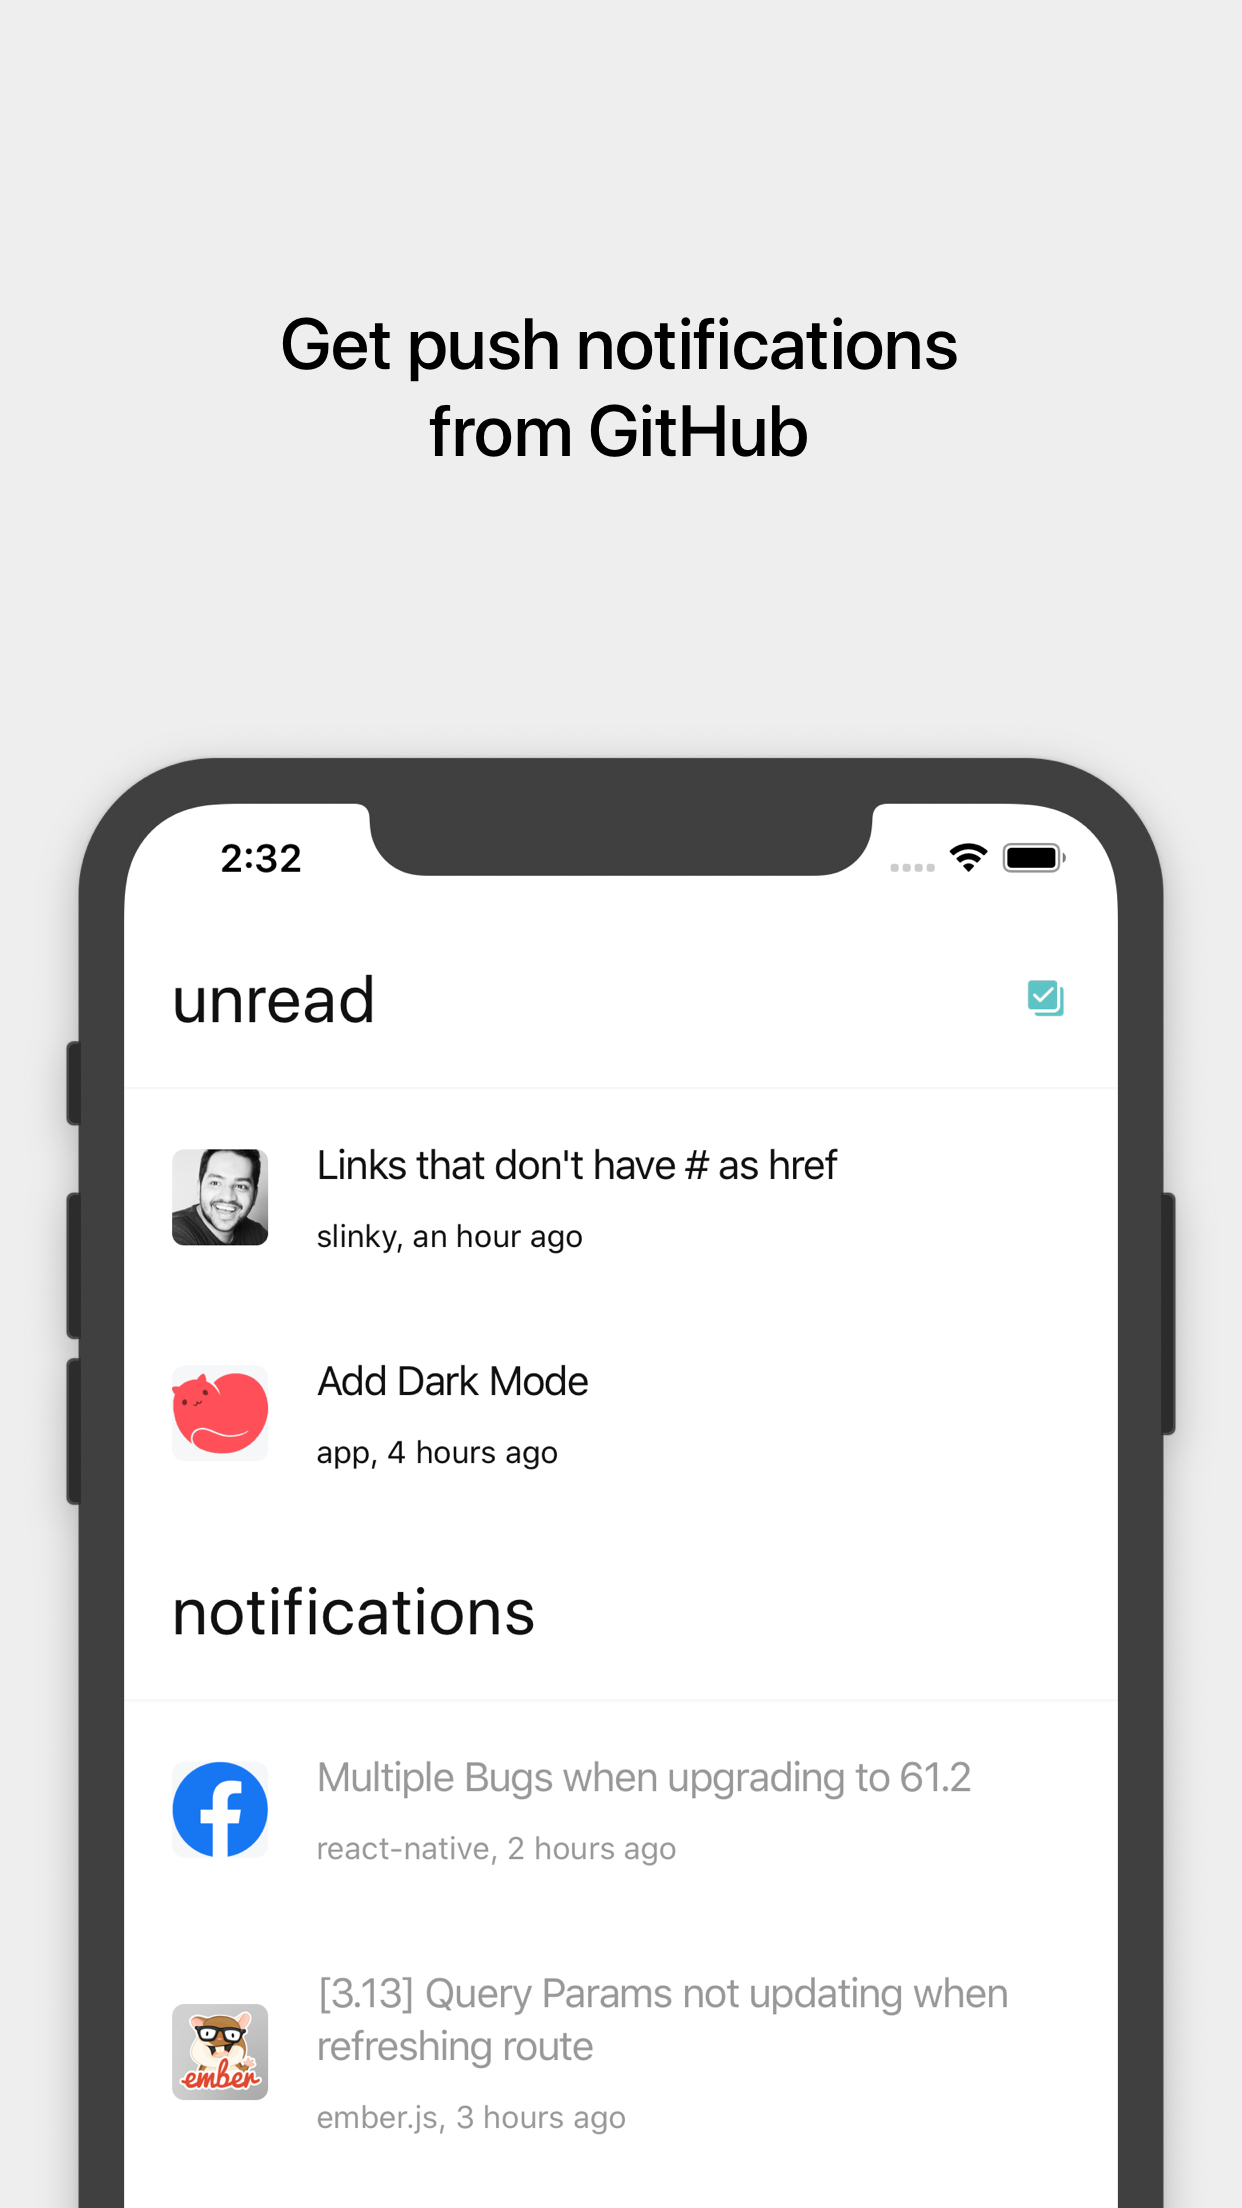 Get push notifications
from GitHub
2:32
unread
Links that don't have # as href
slinky, an hour ago
Add Dark Mode
app, 4 hours ago
notifications
Multiple Bugs when upgrading to 61.2
react-native, 2 hours ago
[3.13] Query Params not updating when
refreshing route
ember
ember.js, 3 hours ago